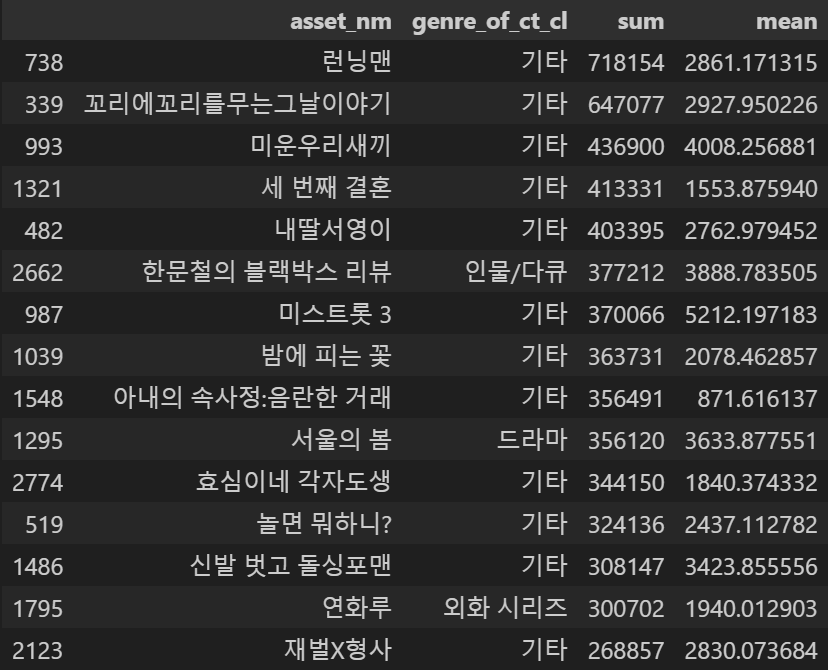 asset_nm genre_of_ct_cl sum mean
738 런닝맨 기타 718154 2861.171315
339 꼬리에꼬리를무는그날이야기 기타 647077 2927.950226
993 미운우리새끼 기타 436900 4008.256881
1321 세 번째 결혼 기타 413331 1553.875940
482 내딸서영이 기타 403395 2762.979452
2662 한문철의 블랙박스 리뷰 인물/다큐 377212 3888.783505
987 미스트롯 3 기타 370066 5212.197183
1039 밤에 피는 꽃 기타 363731 2078.462857
1548 아내의 속사정:음란한 거래 기타 356491 871.616137
1295 서울의 봄 드라마 356120 3633.877551
2774 효심이네 각자도생 기타 344150 1840.374332
519 놀면 뭐하니? 기타 324136 2437.112782
1486 신발 벗고 돌싱포맨 기타 308147 3423.855556
1795 연화루 외화 시리즈 300702 1940.012903
2123 재벌X형사 기타 268857 2830.073684